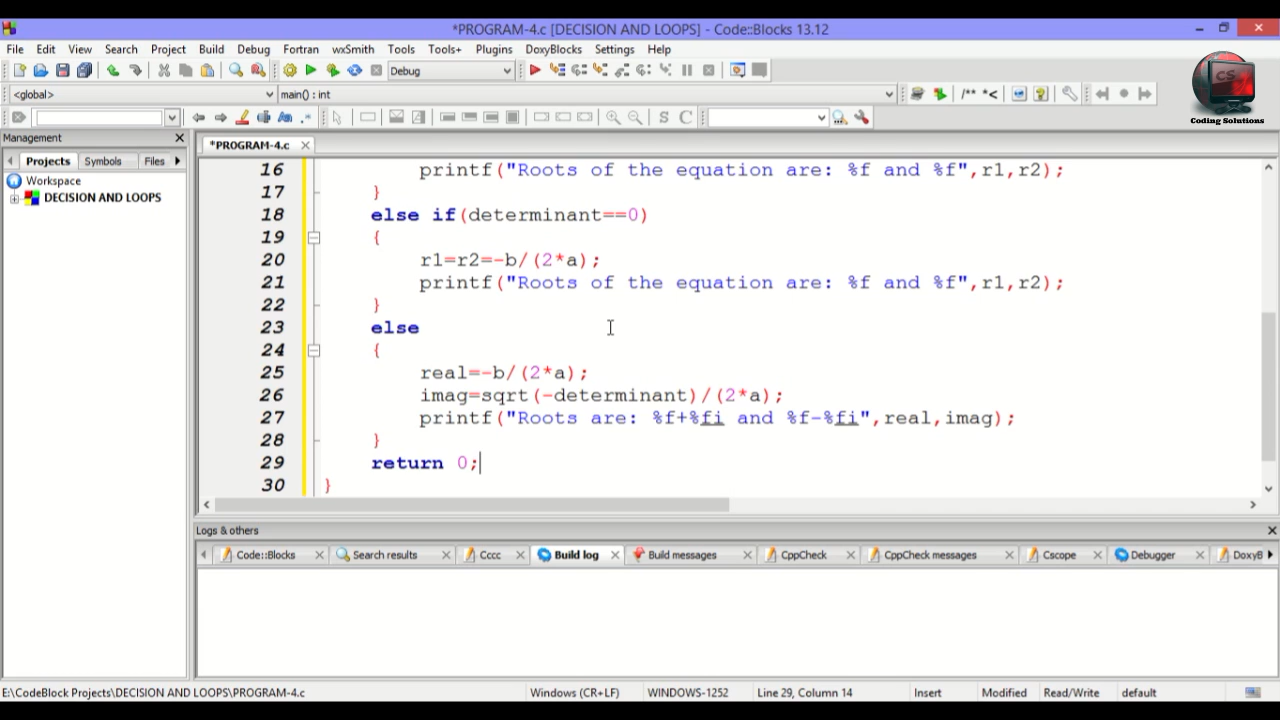 *PROGRAM-4.c [DECISION AND LOOPS] - Code::Blocks 13.12
File Edit View Search Project Build Debug Fortran wxSmith Tools Tools+ Plugins DoxyBlocks Settings Help
Debug
<global> main() : int /** *<
CS
Coding Solutions
Aa .* S C
Management
*PROGRAM-4.c
Projects Symbols Files
Workspace
DECISION AND LOOPS
16 printf("Roots of the equation are: %f and %f",r1,r2);
17 }
18 else if(determinant==0)
19 {
20 r1=r2=-b/(2*a);
21 printf("Roots of the equation are: %f and %f",r1,r2);
22 }
23 else
24 {
25 real=-b/(2*a);
26 imag=sqrt(-determinant)/(2*a);
27 printf("Roots are: %f+%fi and %f-%fi",real,imag);
28 }
29 return 0;
30 }
Logs & others
Code::Blocks Search results Cccc Build log Build messages CppCheck CppCheck messages Cscope Debugger DoxyB
E:\CodeBlock Projects\DECISION AND LOOPS\PROGRAM-4.c Windows (CR+LF) WINDOWS-1252 Line 29, Column 14 Insert Modified Read/Write default